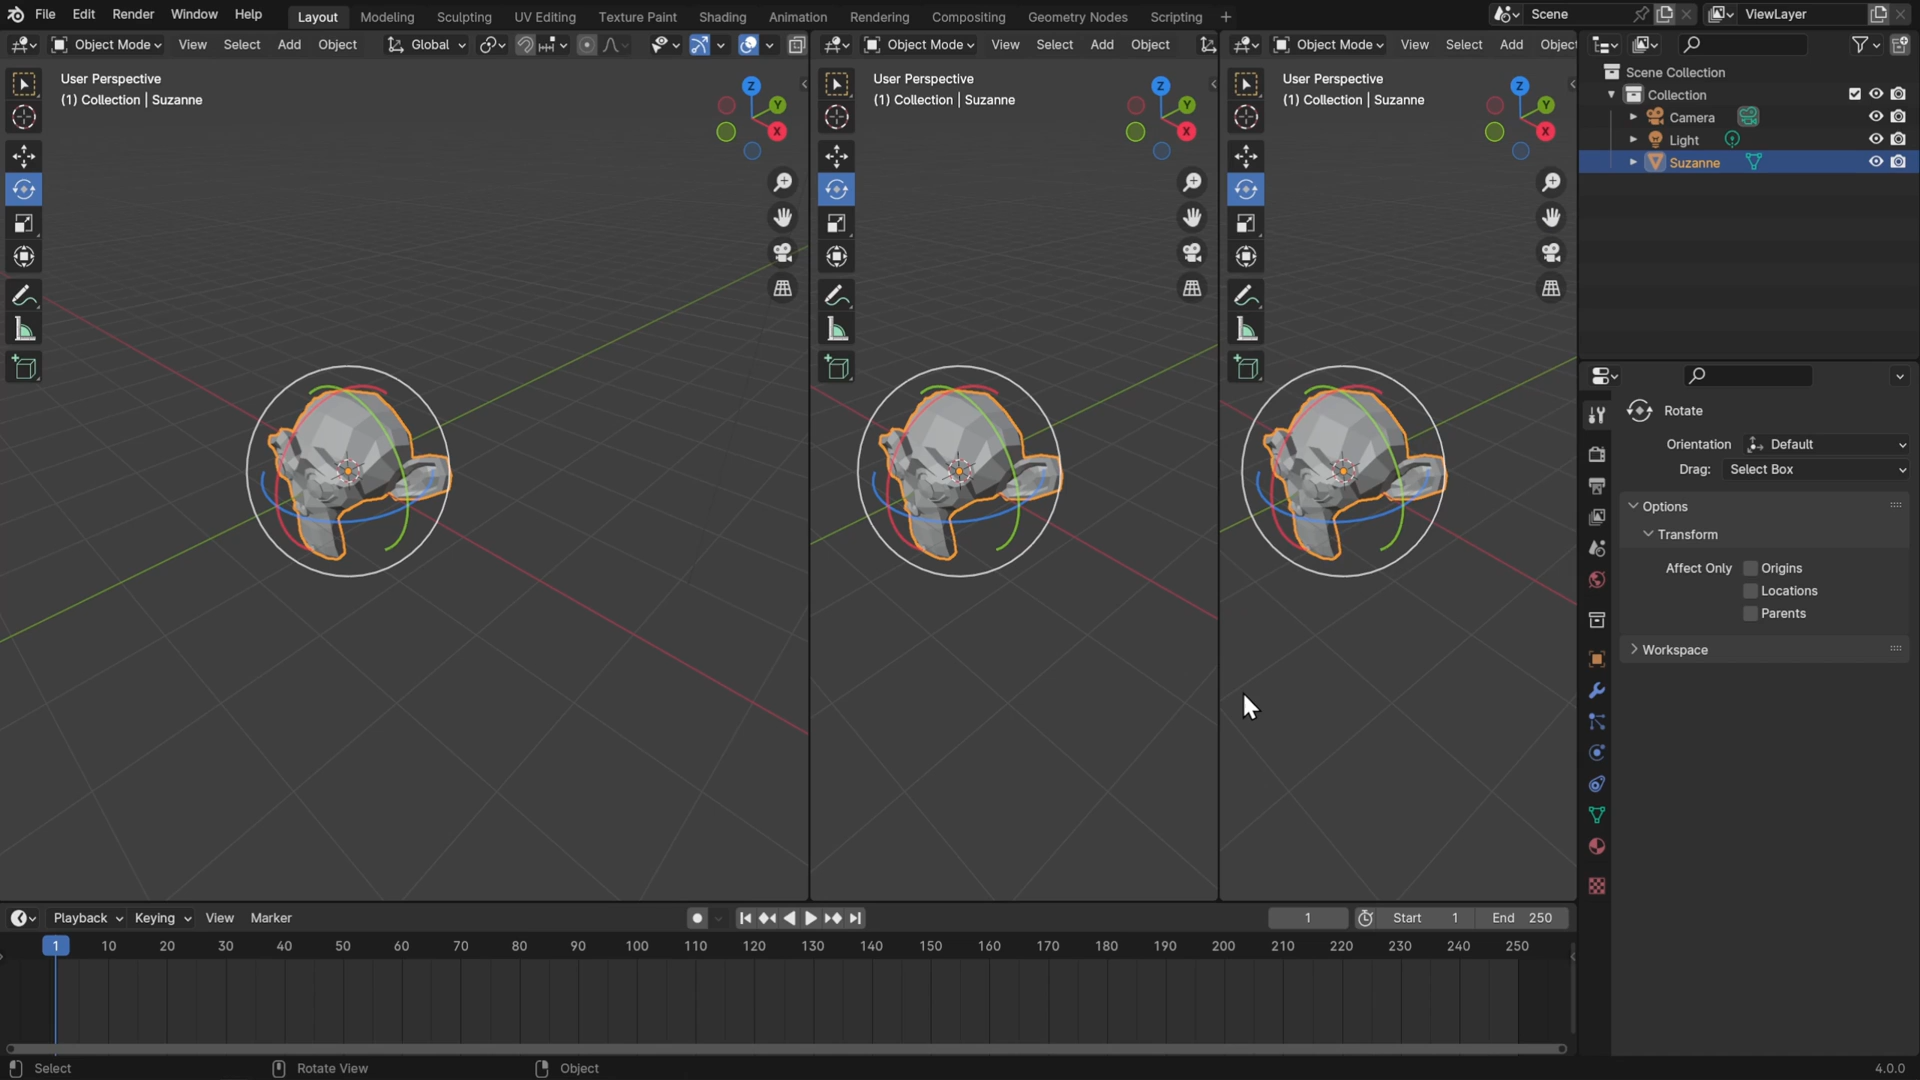 File Edit Render Window Help Layout Modeling Sculpting UV Editing Texture Paint Shading Animation Rendering Compositing Geometry Nodes Scripting + Scene ViewLayer
Object Mode View Select Add Object Global
Object Mode View Select Add Object
Object Mode View Select Add Object
User Perspective
(1) Collection | Suzanne
Z
Y
X
User Perspective
(1) Collection | Suzanne
Z
Y
X
User Perspective
(1) Collection | Suzanne
Z
Y
X
Scene Collection
Collection
Camera
Light
Suzanne
Rotate
Orientation Default
Drag: Select Box
Options
Transform
Affect Only Origins
Locations
Parents
Workspace
Playback Keying View Marker 1 Start 1 End 250
1 10 20 30 40 50 60 70 80 90 100 110 120 130 140 150 160 170 180 190 200 210 220 230 240 250
Select Rotate View Object 4.0.0